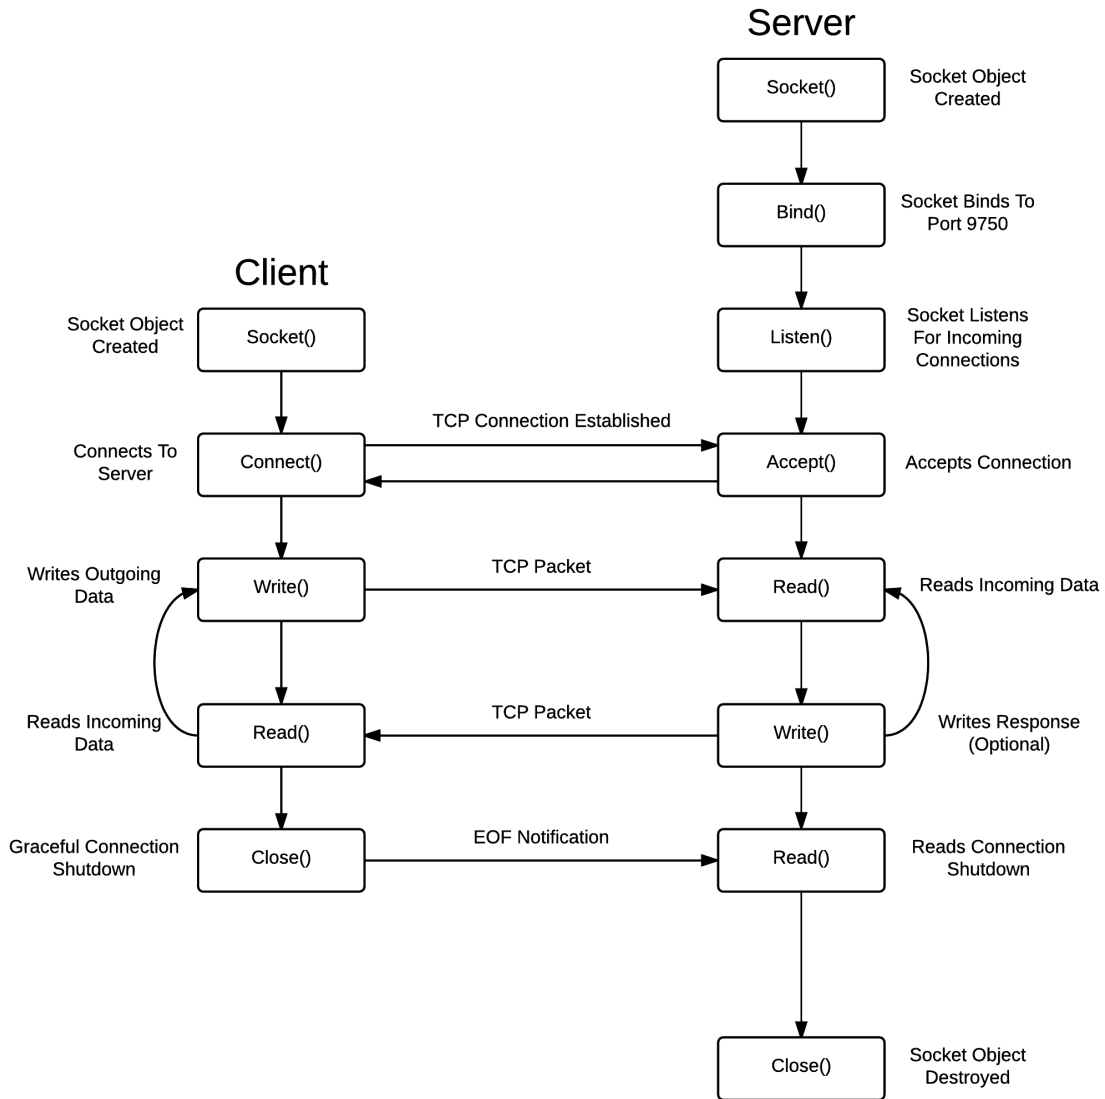 Server
Socket()
Socket Object
Created
Bind()
Socket Binds To
Port 9750
Client
Socket Object
Created
Socket()
Listen()
Socket Listens
For Incoming
Connections
Connects To
Server
Connect()
TCP Connection Established
Accept()
Accepts Connection
Writes Outgoing
Data
Write()
TCP Packet
Read()
Reads Incoming Data
Reads Incoming
Data
Read()
TCP Packet
Write()
Writes Response
(Optional)
Graceful Connection
Shutdown
Close()
EOF Notification
Read()
Reads Connection
Shutdown
Close()
Socket Object
Destroyed